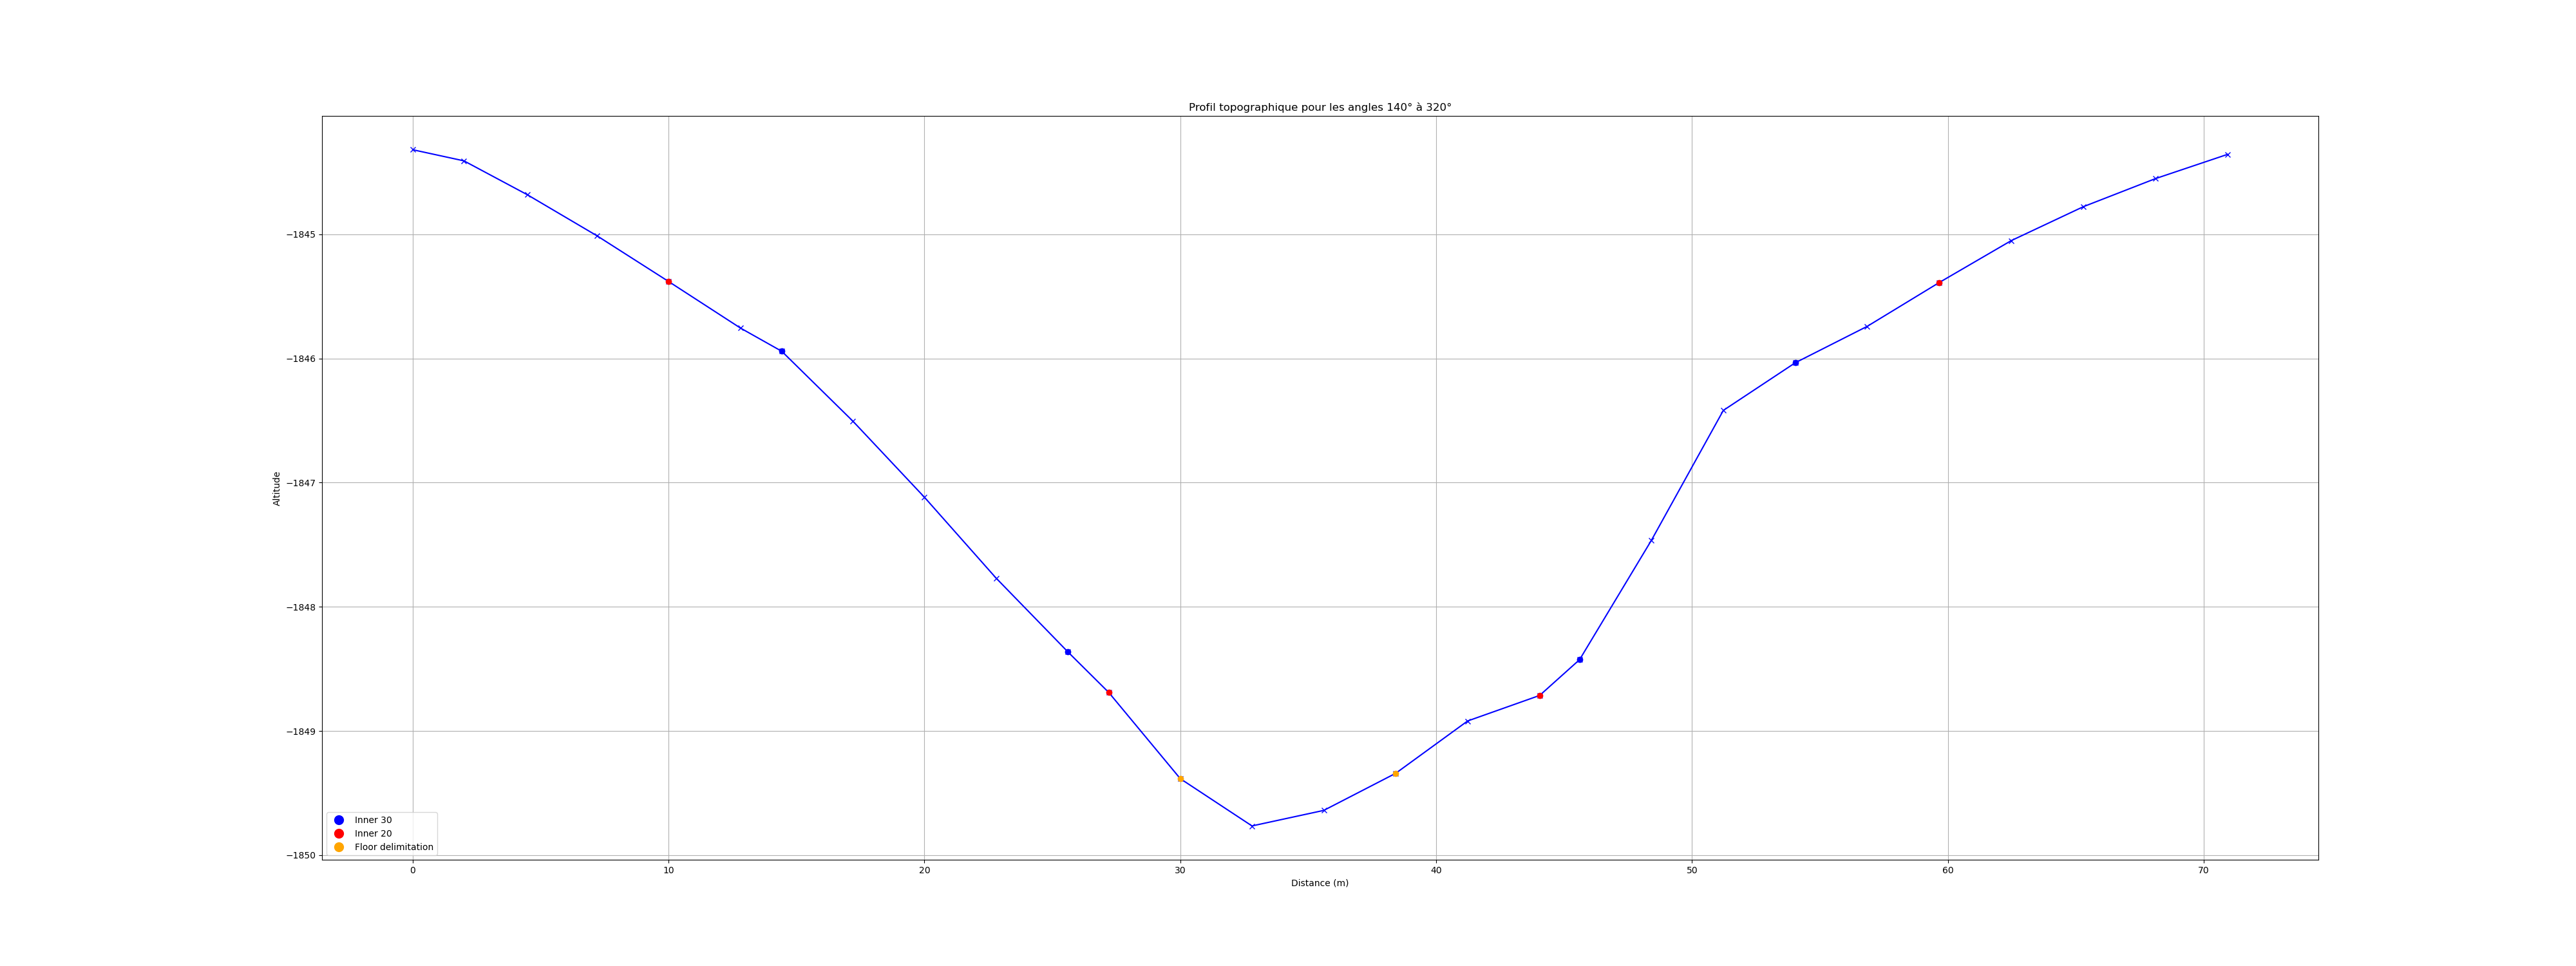 Profil topographique pour les angles 140° à 320°
Altitude
−1845
−1846
−1847
−1848
−1849
−1850
Inner 30
Inner 20
Floor delimitation
0 10 20 30 40 50 60 70
Distance (m)